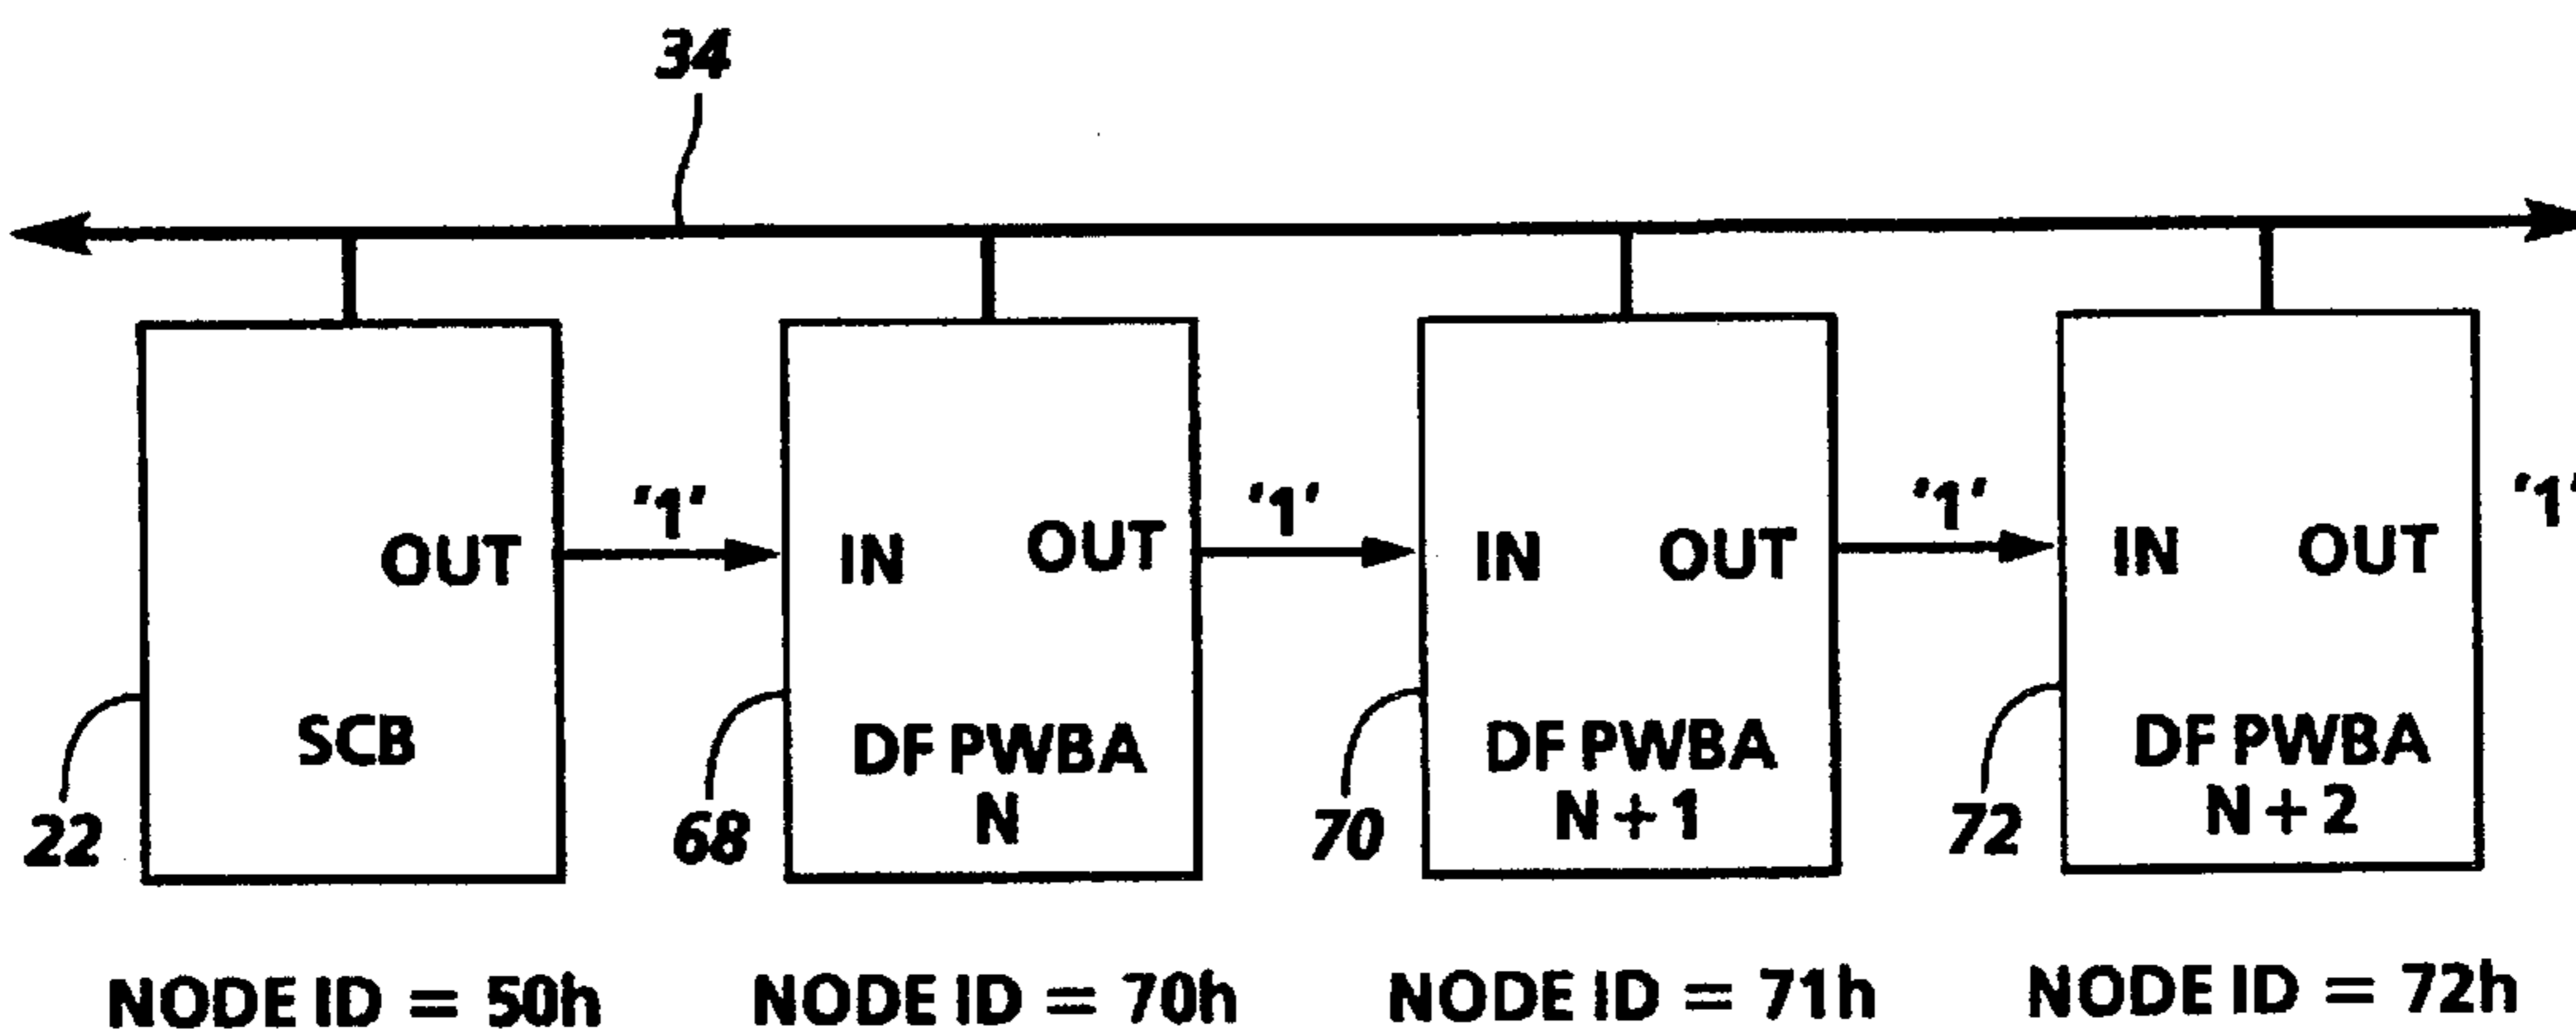 34
'1' '1' '1' '1'
OUT IN OUT IN OUT IN OUT
SCB DF PWBA DF PWBA DF PWBA
N N + 1 N + 2
22 68 70 72
NODE ID = 50h NODE ID = 70h NODE ID = 71h NODE ID = 72h